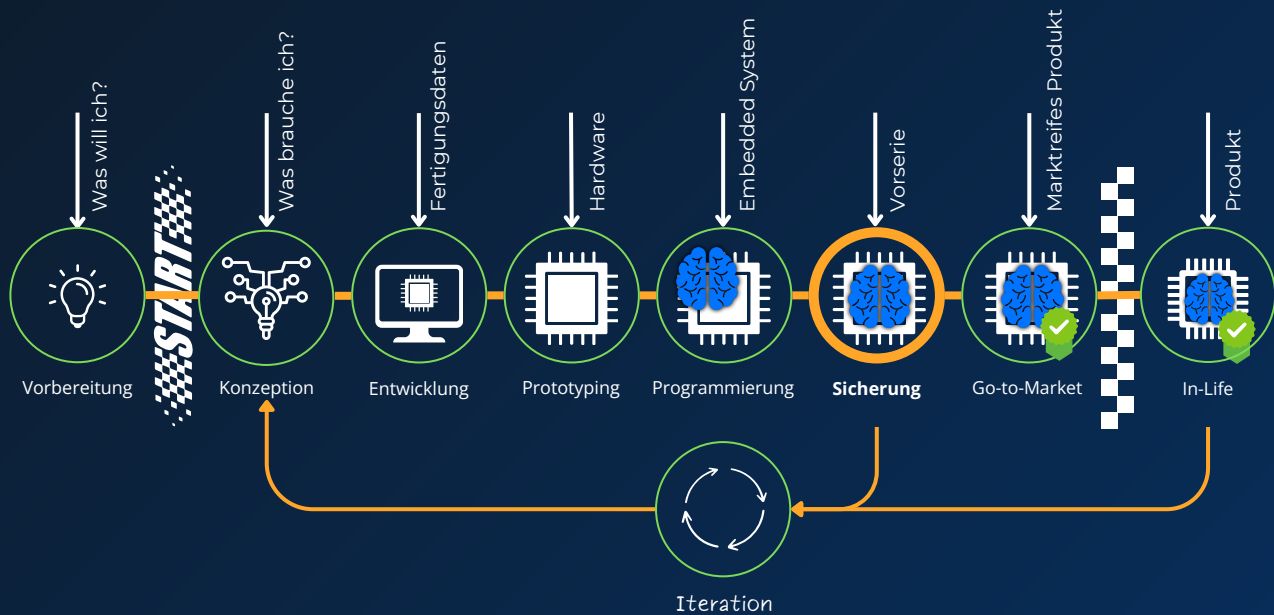 Was will ich?
Was brauche ich?
Fertigungsdaten
Hardware
Embedded System
Vorserie
Marktreifes Produkt
Produkt
START
Vorbereitung
Konzeption
Entwicklung
Prototyping
Programmierung
Sicherung
Go-to-Market
In-Life
Iteration